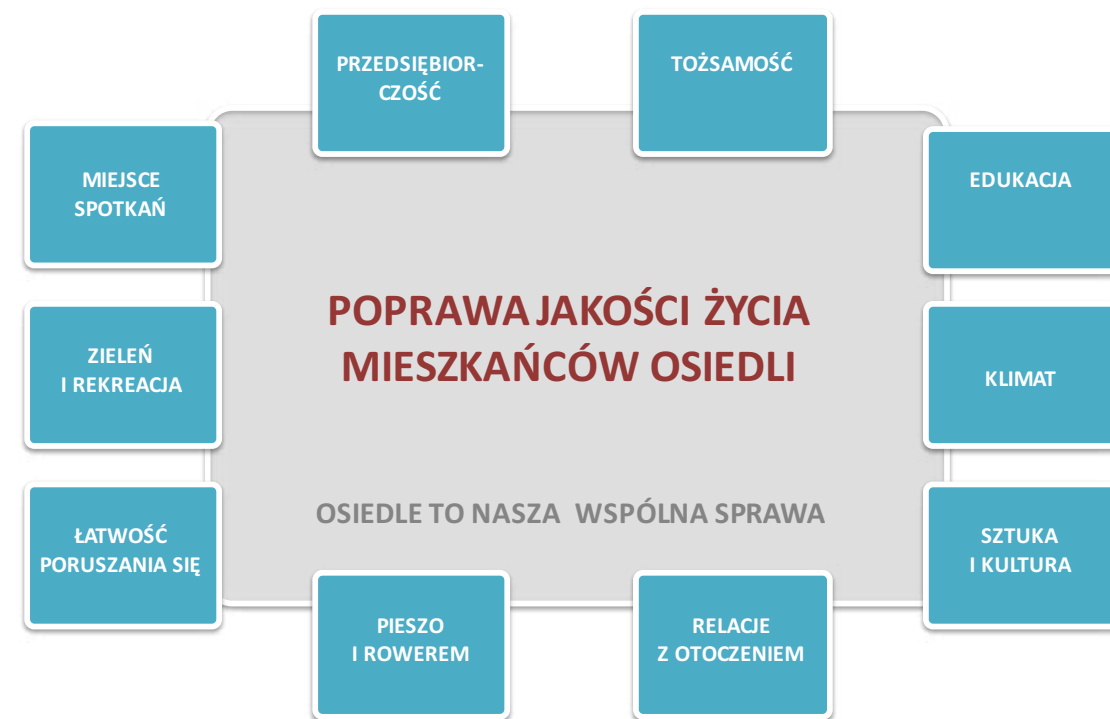 PRZEDSIĘBIOR-
CZOŚĆ
TOŻSAMOŚĆ
MIEJSCE
SPOTKAŃ
EDUKACJA
POPRAWA JAKOŚCI ŻYCIA
MIESZKAŃCÓW OSIEDLI
ZIELEŃ
I REKREACJA
KLIMAT
OSIEDLE TO NASZA WSPÓLNA SPRAWA
ŁATWOŚĆ
PORUSZANIA SIĘ
SZTUKA
I KULTURA
PIESZO
I ROWEREM
RELACJE
Z OTOCZENIEM